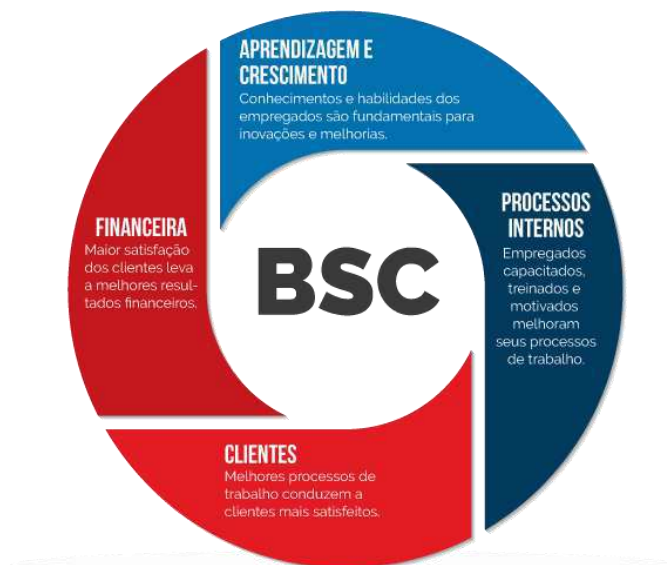 APRENDIZAGEM E
CRESCIMENTO
Conhecimentos e habilidades dos
empregados são fundamentais para
inovações e melhorias.
PROCESSOS
INTERNOS
Empregados
capacitados,
treinados e
motivados
melhoram
seus processos
de trabalho.
CLIENTES
Melhores processos de
trabalho conduzem a
clientes mais satisfeitos.
FINANCEIRA
Maior satisfação
dos clientes leva
a melhores resul-
tados financeiros.
BSC